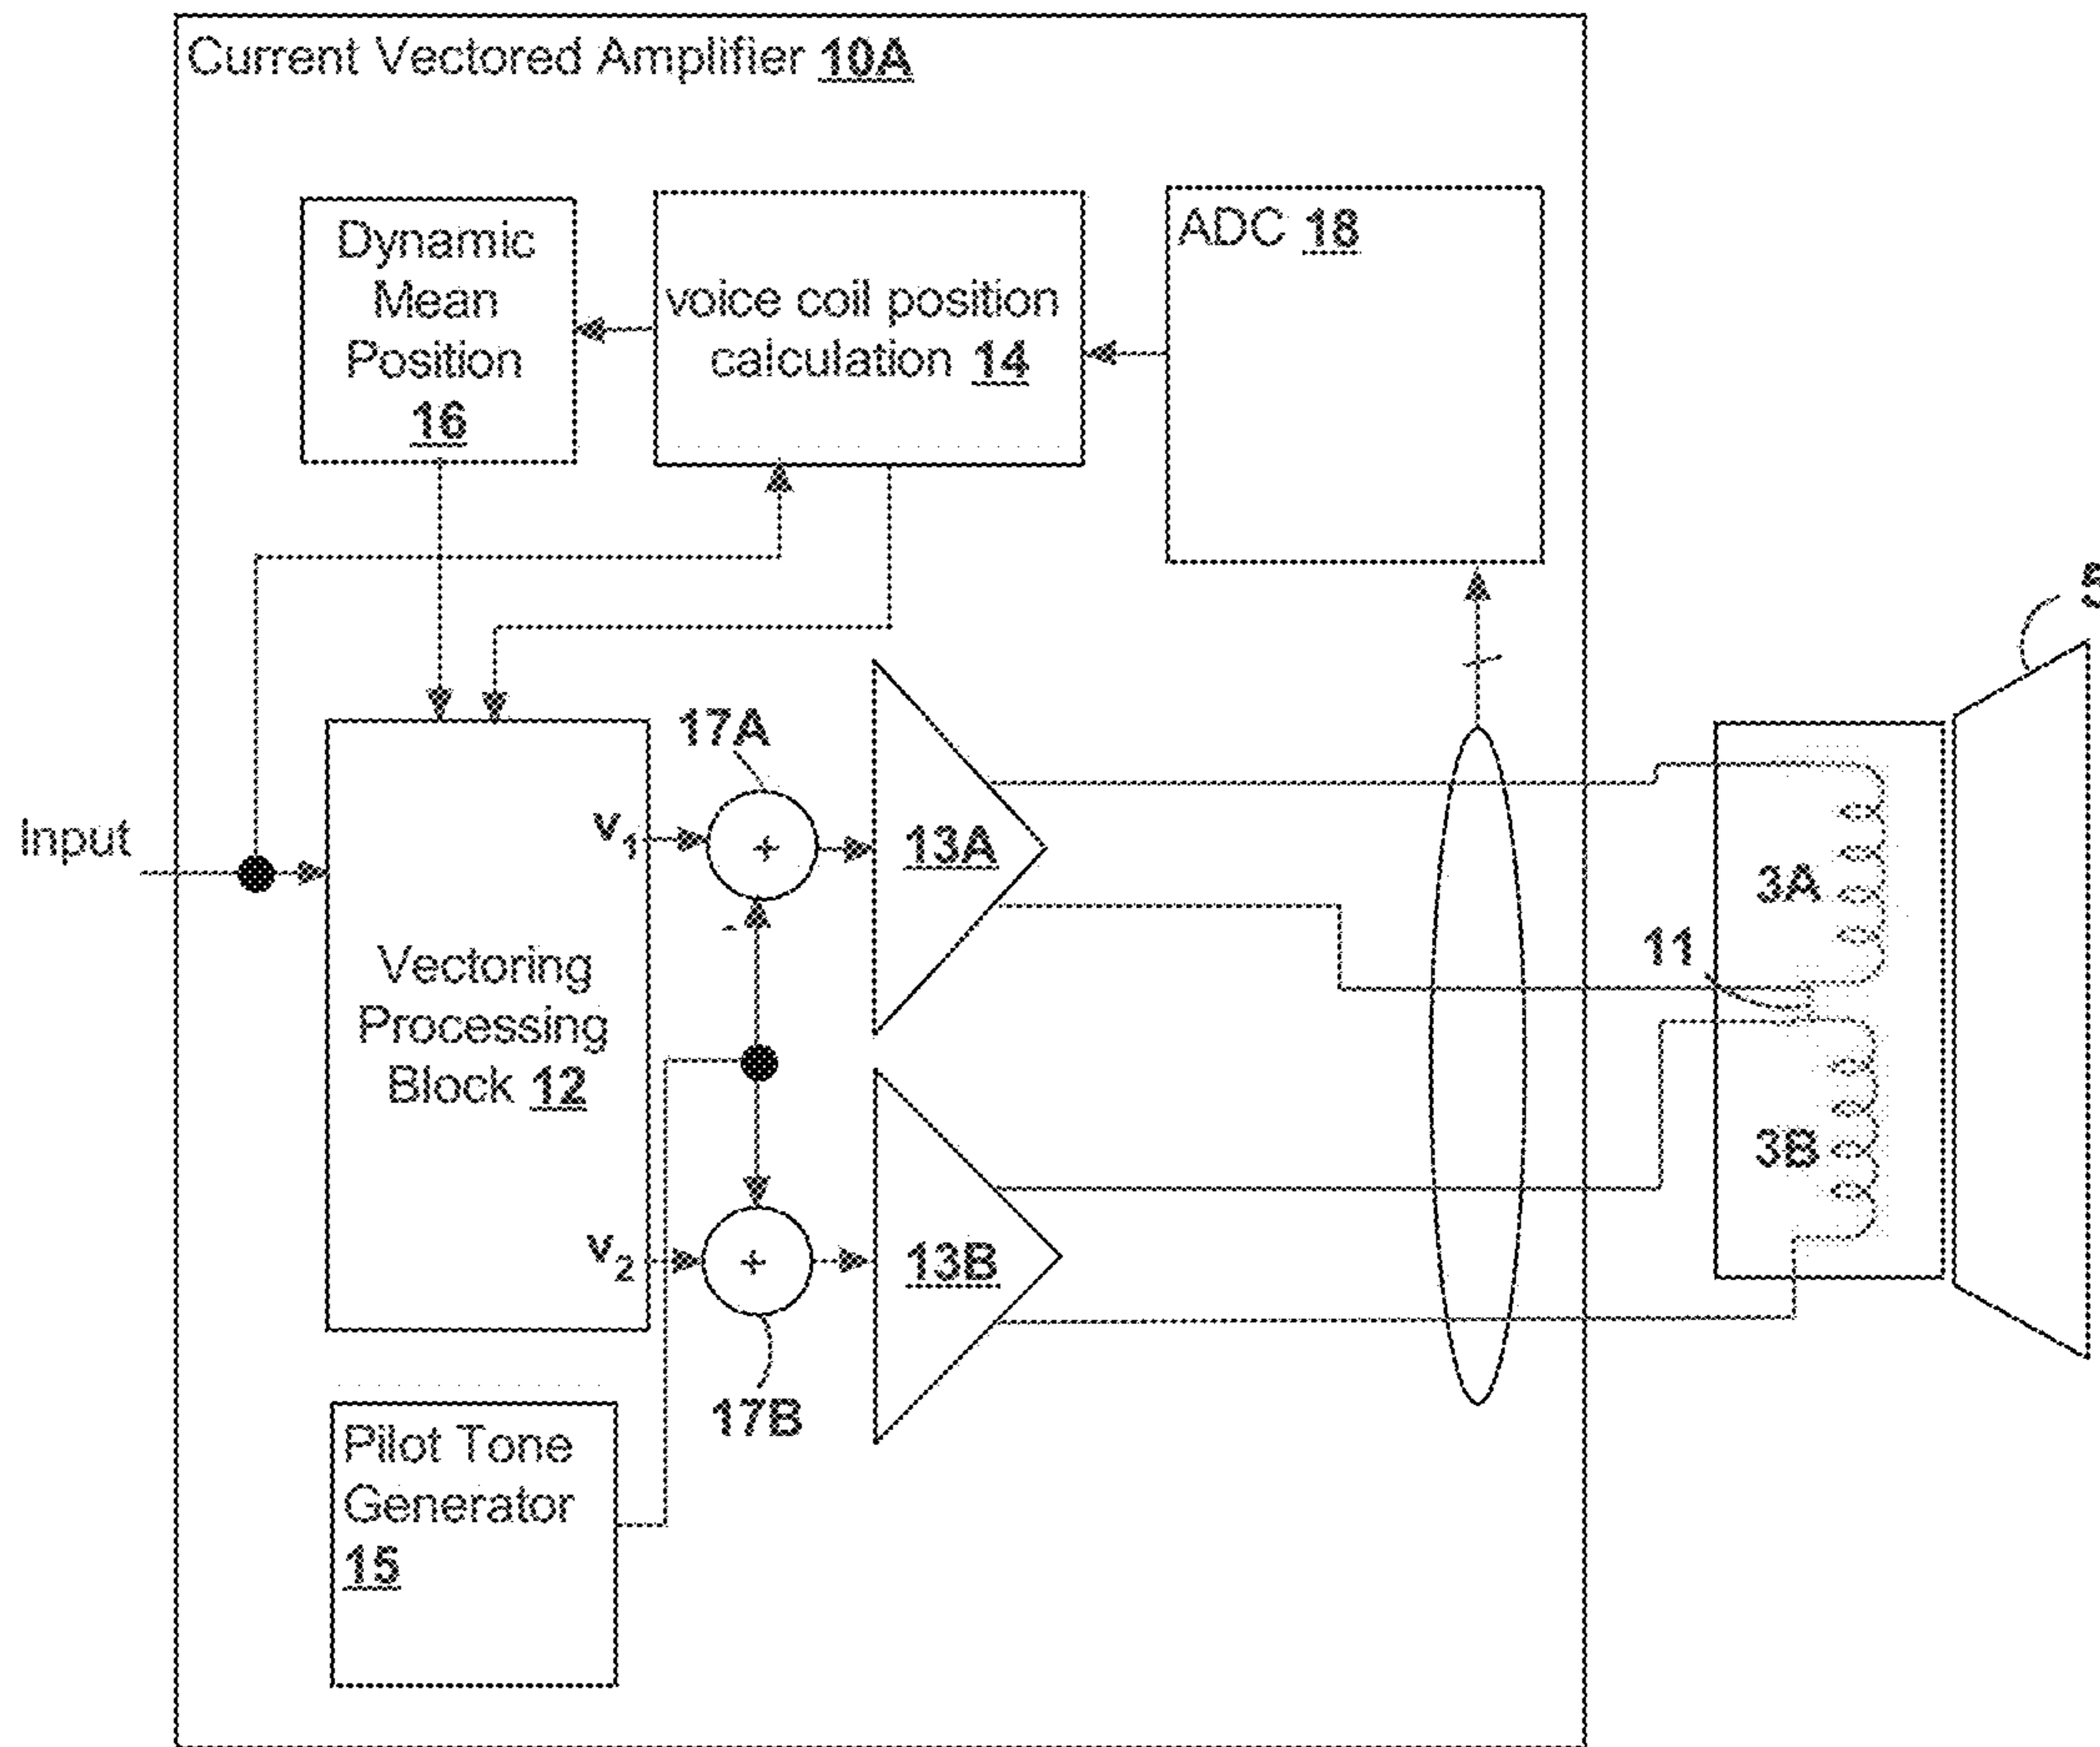 Current Vectored Amplifier 10A
Dynamic
Mean
Position
16
voice coil position
calculation 14
ADC 18
5
17A
Input
v1
+
13A
3A
11
-
Vectoring
Processing
Block 12
3B
v2
+
13B
17B
Pilot Tone
Generator
15